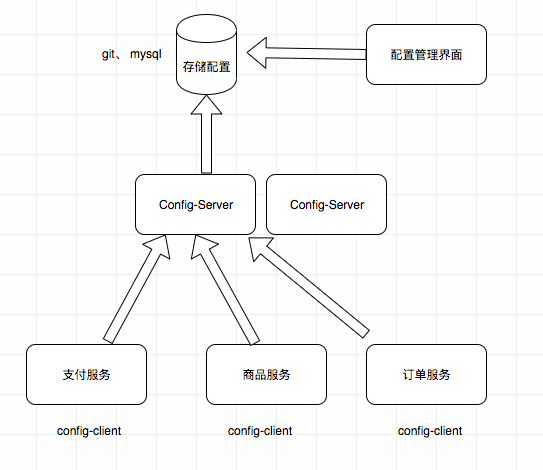 git、 mysql
存储配置
配置管理界面
Config-Server
Config-Server
支付服务
商品服务
订单服务
config-client
config-client
config-client